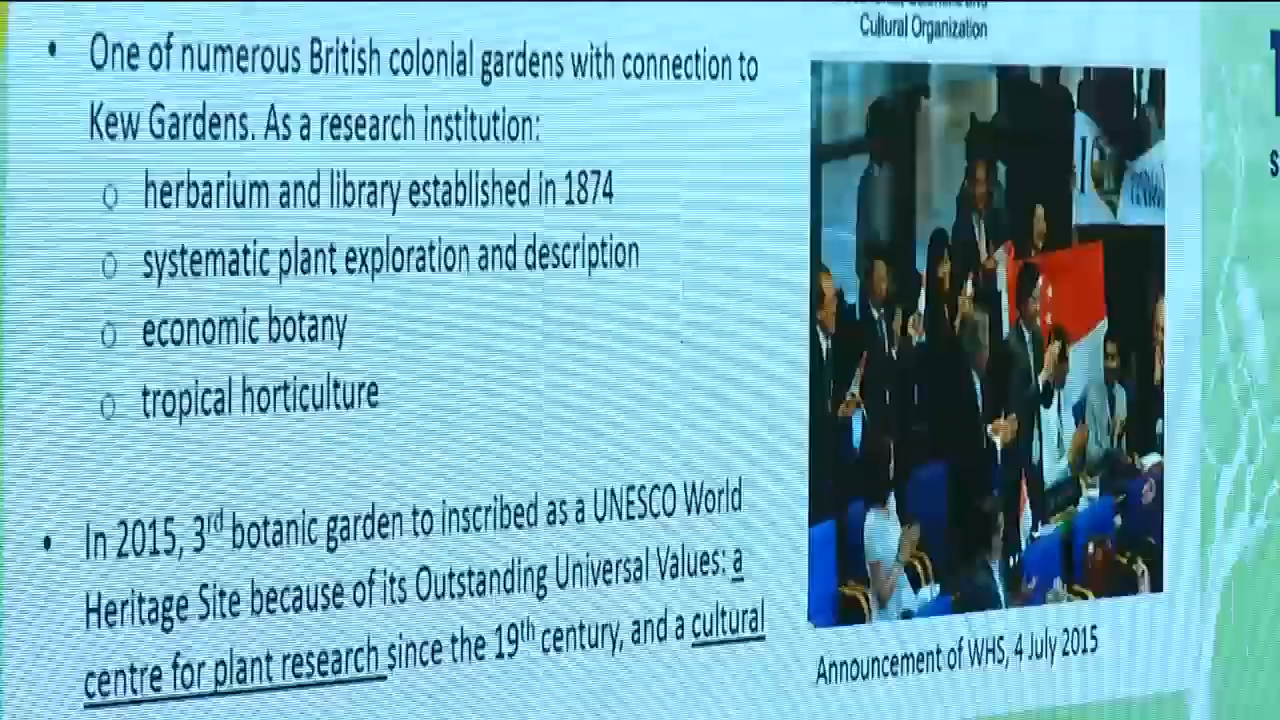 • One of numerous British colonial gardens with connection to
Kew Gardens. As a research institution:
o herbarium and library established in 1874
o systematic plant exploration and description
o economic botany
o tropical horticulture
• In 2015, 3rd botanic garden to inscribed as a UNESCO World
Heritage Site because of its Outstanding Universal Values: a
centre for plant research since the 19th century, and a cultural
Cultural Organization
Announcement of WHS, 4 July 2015